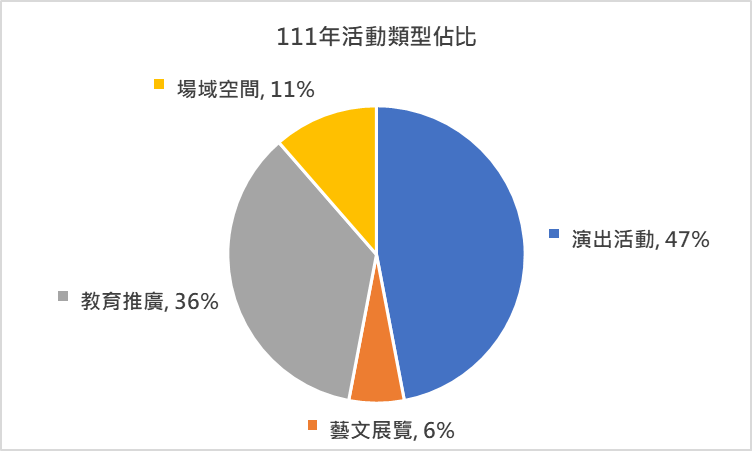 111年活動類型佔比
場域空間, 11%
演出活動, 47%
教育推廣, 36%
藝文展覽, 6%